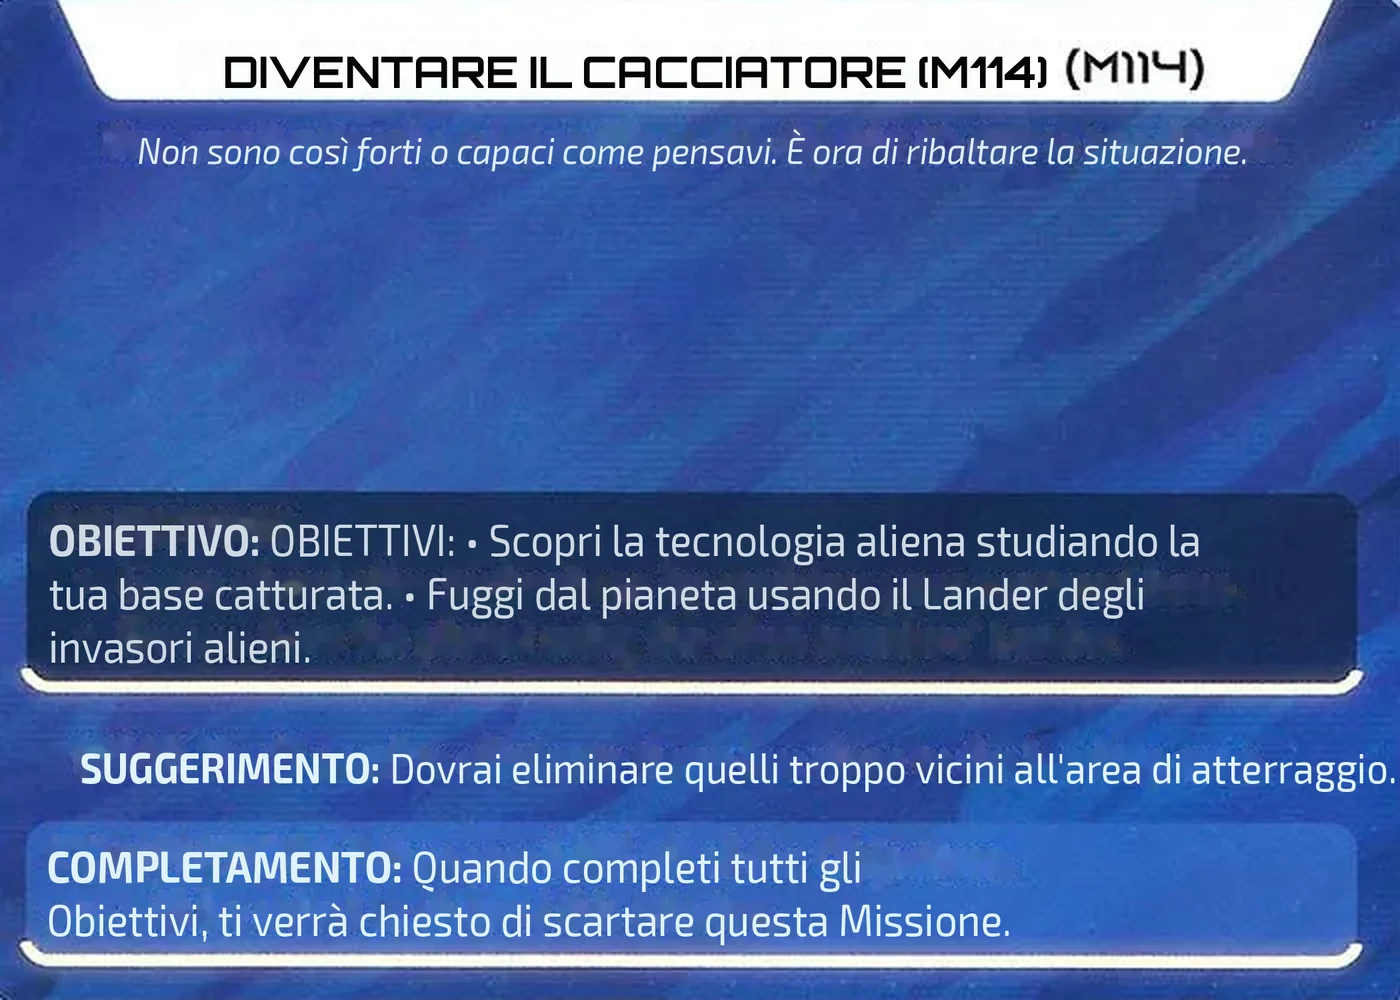 DIVENTARE IL CACCIATORE (M114) (M114)
Non sono così forti o capaci come pensavi. È ora di ribaltare la situazione.
OBIETTIVO: OBIETTIVI: • Scopri la tecnologia aliena studiando la
tua base catturata. • Fuggi dal pianeta usando il Lander degli
invasori alieni.
SUGGERIMENTO: Dovrai eliminare quelli troppo vicini all'area di atterraggio.
COMPLETAMENTO: Quando completi tutti gli
Obiettivi, ti verrà chiesto di scartare questa Missione.